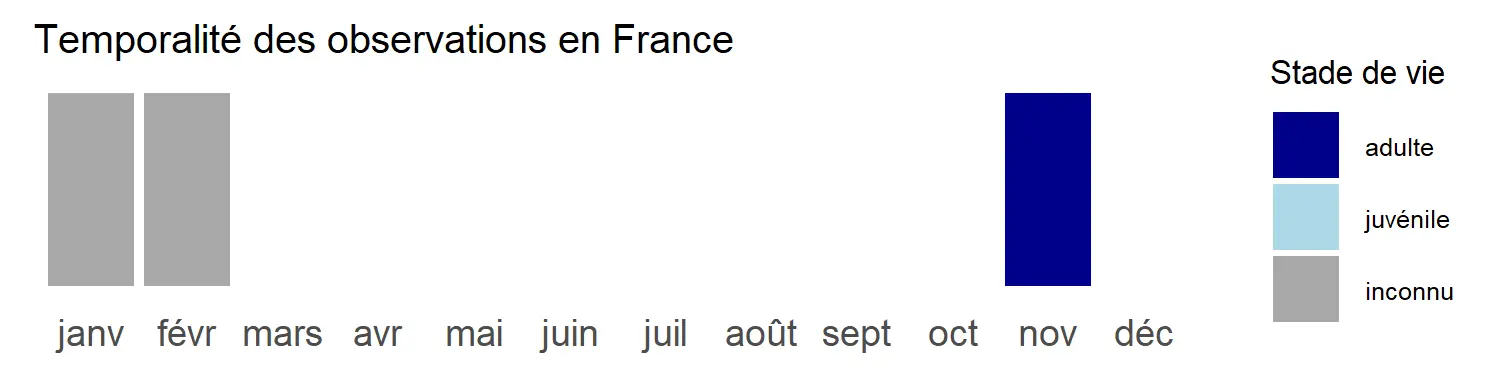 Temporalité des observations en France
Stade de vie
adulte
juvénile
inconnu
janv févr mars avr mai juin juil août sept oct nov déc